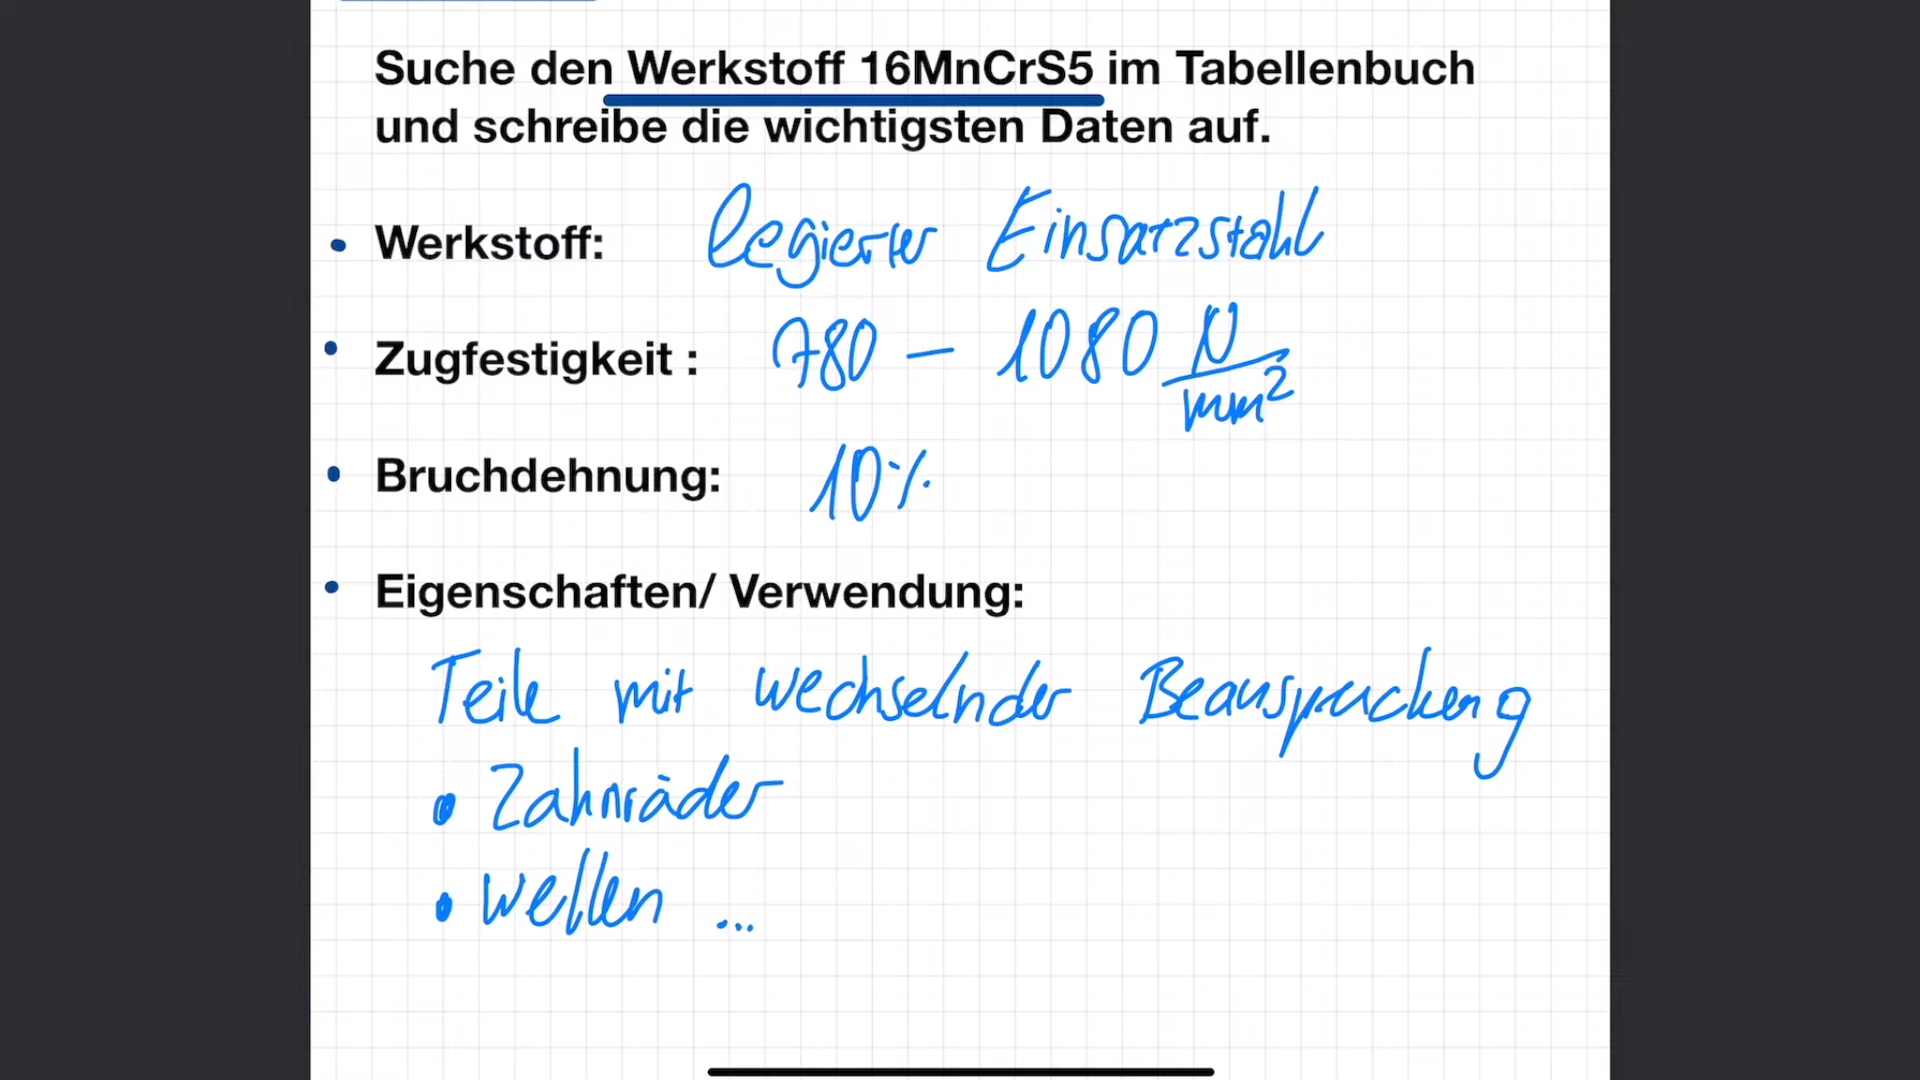 Suche den Werkstoff 16MnCrS5 im Tabellenbuch
und schreibe die wichtigsten Daten auf.
• Werkstoff: legierter Einsatzstahl
• Zugfestigkeit : 780 – 1080 N/mm²
• Bruchdehnung: 10%
• Eigenschaften/ Verwendung:
Teile mit wechselnder Beanspruchung
• Zahnräder
• Wellen ...